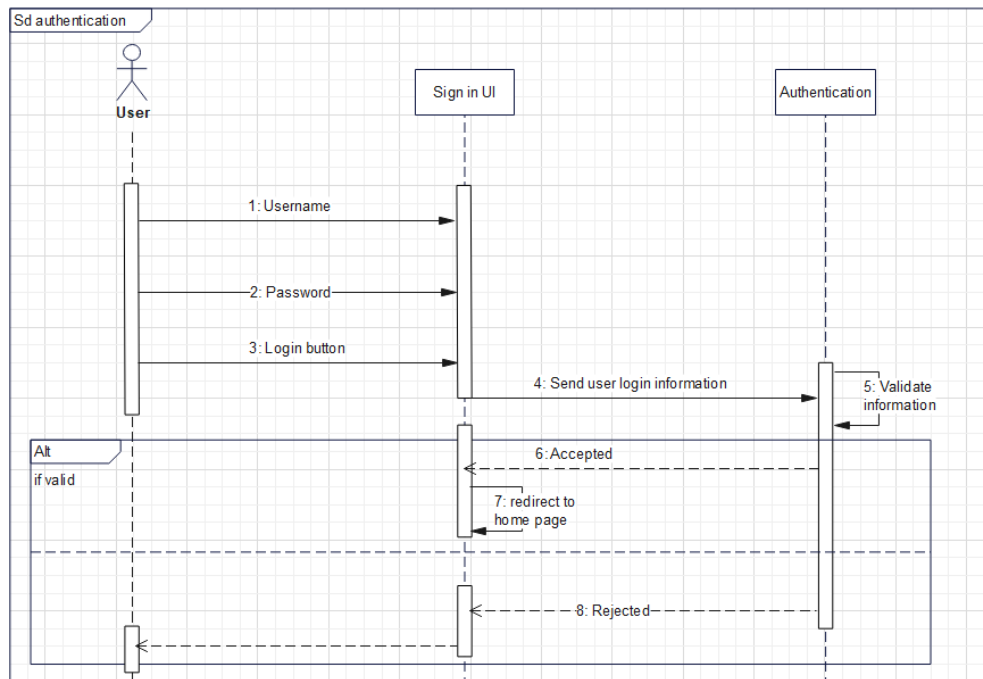 Sd authentication
User
Sign in UI
Authentication
1: Username
2: Password
3: Login button
4: Send user login information
5: Validate
information
Alt
if valid
6: Accepted
7: redirect to
home page
8: Rejected